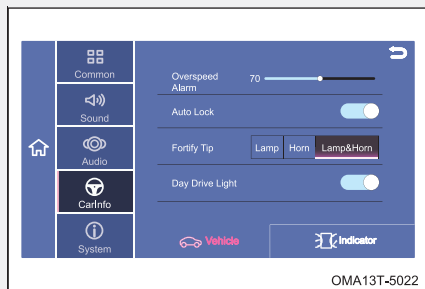 Common
Sound
Audio
CarInfo
System
Overspeed
Alarm
70
Auto Lock
Fortify Tip
Lamp
Horn
Lamp&Horn
Day Drive Light
Vehicle
Indicator
OMA13T-5022